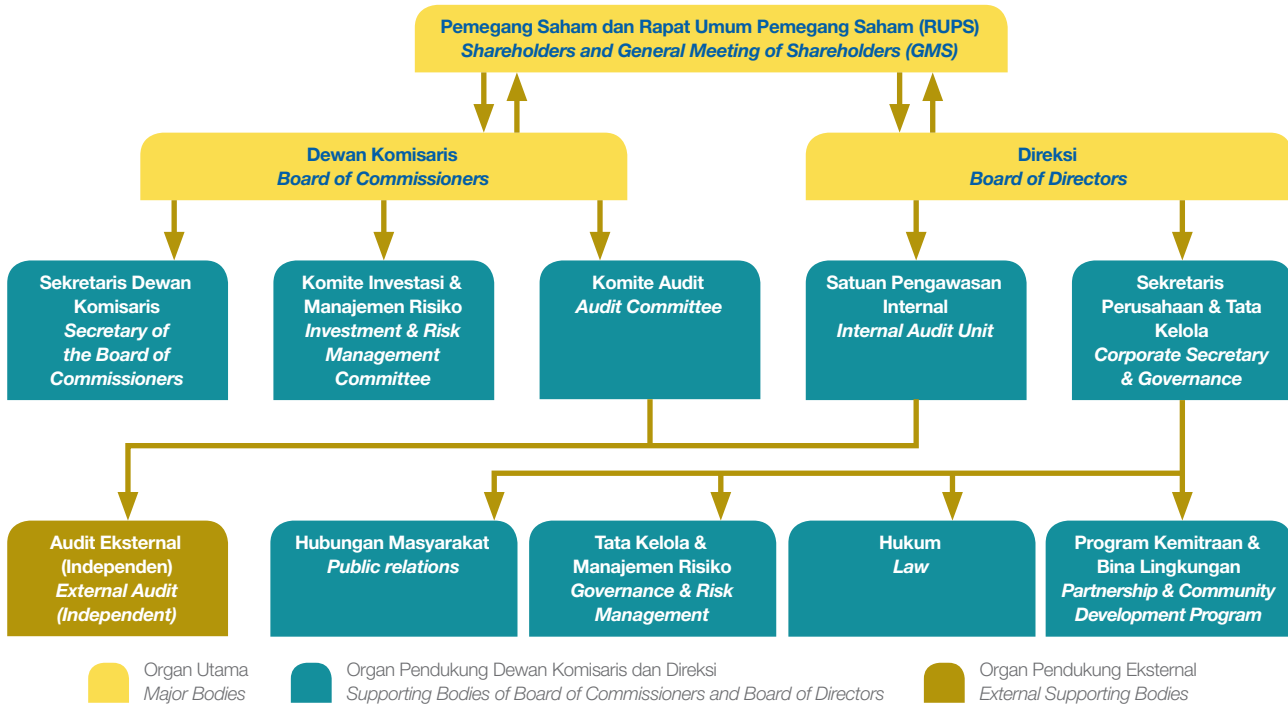 Pemegang Saham dan Rapat Umum Pemegang Saham (RUPS)
Shareholders and General Meeting of Shareholders (GMS)
Dewan Komisaris
Board of Commissioners
Direksi
Board of Directors
Sekretaris Dewan
Komisaris
Secretary of
the Board of
Commissioners
Komite Investasi &
Manajemen Risiko
Investment & Risk
Management
Committee
Komite Audit
Audit Committee
Satuan Pengawasan
Internal
Internal Audit Unit
Sekretaris
Perusahaan & Tata
Kelola
Corporate Secretary
& Governance
Audit Eksternal
(Independen)
External Audit
(Independent)
Hubungan Masyarakat
Public relations
Tata Kelola &
Manajemen Risiko
Governance & Risk
Management
Hukum
Law
Program Kemitraan &
Bina Lingkungan
Partnership & Community
Development Program
Organ Utama
Major Bodies
Organ Pendukung Dewan Komisaris dan Direksi
Supporting Bodies of Board of Commissioners and Board of Directors
Organ Pendukung Eksternal
External Supporting Bodies